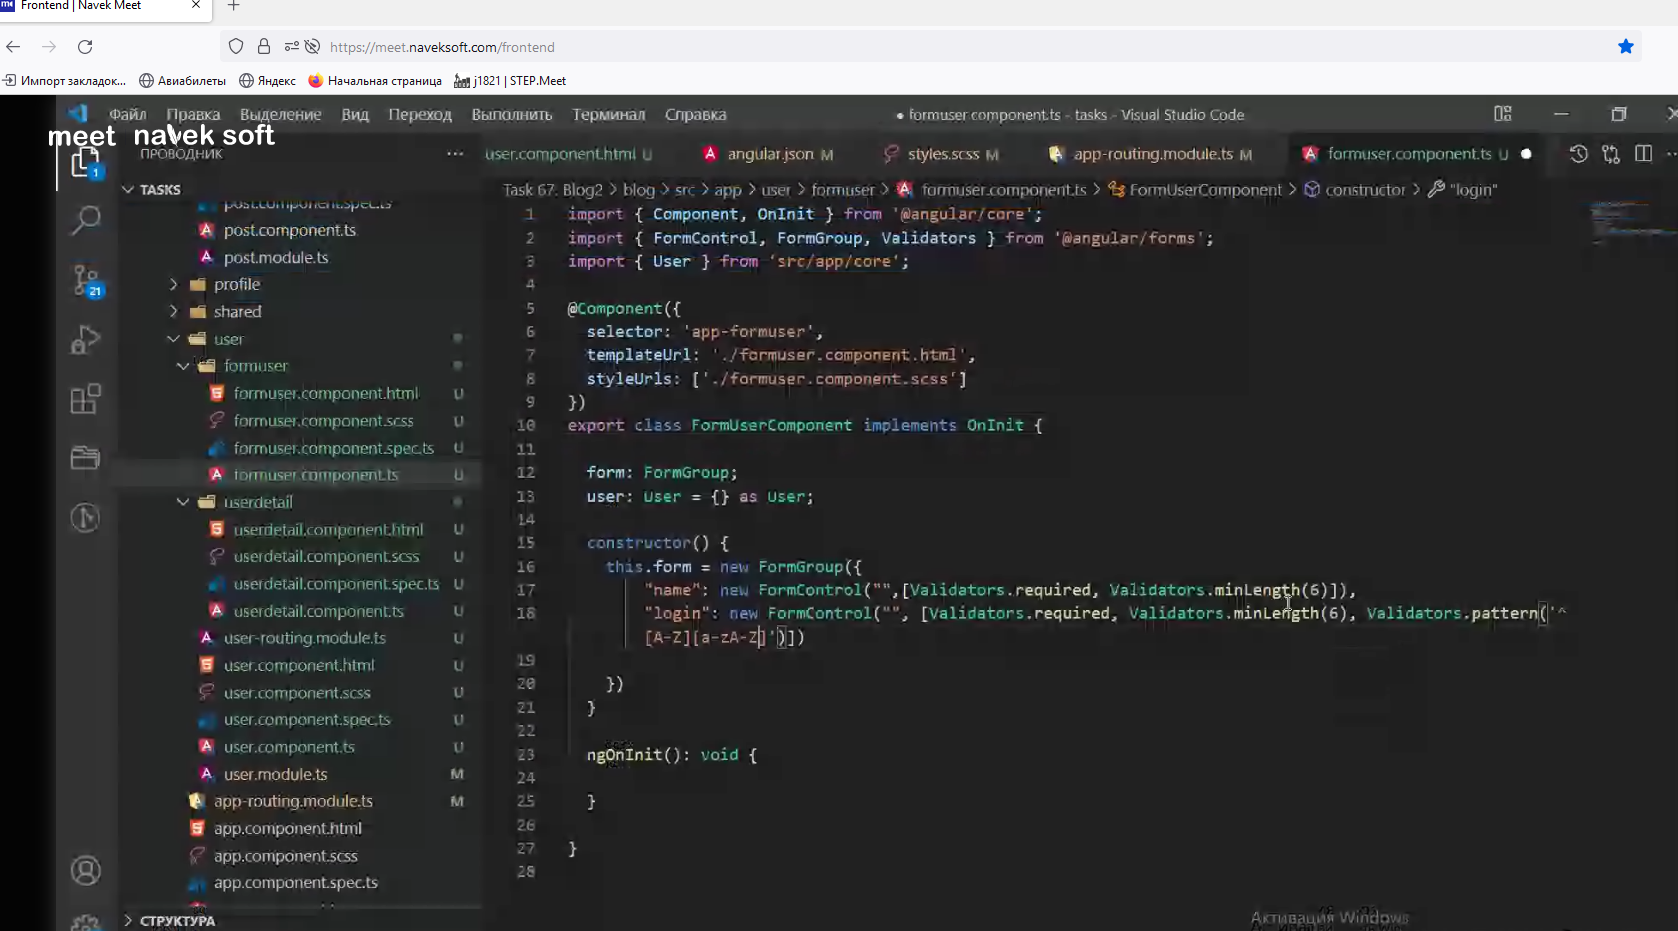 Frontend | Navek Meet
https://meet.naveksoft.com/frontend
Импорт закладок...
Авиабилеты
Яндекс
Начальная страница
j1821 | STEP.Meet
Файл Правка Выделение Вид Переход Выполнить Терминал Справка
● formuser.component.ts - tasks - Visual Studio Code
meet navek soft
ПРОВОДНИК
user.component.html U
angular.json M
styles.scss M
app-routing.module.ts M
formuser.component.ts U
TASKS
Task 67. Blog2 > blog > src > app > user > formuser > formuser.component.ts > FormUserComponent > constructor > "login"
post.component.spec.ts
post.component.ts
post.module.ts
profile
shared
user
formuser
formuser.component.html U
formuser.component.scss U
formuser.component.spec.ts U
formuser.component.ts U
userdetail
userdetail.component.html U
userdetail.component.scss U
userdetail.component.spec.ts U
userdetail.component.ts U
user-routing.module.ts U
user.component.html U
user.component.scss U
user.component.spec.ts U
user.component.ts U
user.module.ts M
app-routing.module.ts M
app.component.html
app.component.scss
app.component.spec.ts
СТРУКТУРА
1
21
1 import { Component, OnInit } from '@angular/core';
2 import { FormControl, FormGroup, Validators } from '@angular/forms';
3 import { User } from 'src/app/core';
4
5 @Component({
6 selector: 'app-formuser',
7 templateUrl: './formuser.component.html',
8 styleUrls: ['./formuser.component.scss']
9 })
10 export class FormUserComponent implements OnInit {
11
12 form: FormGroup;
13 user: User = {} as User;
14
15 constructor() {
16 this.form = new FormGroup({
17 "name": new FormControl("",[Validators.required, Validators.minLength(6)]),
18 "login": new FormControl("", [Validators.required, Validators.minLength(6), Validators.pattern('^
[A-Z][a-zA-Z]')])
19
20 })
21 }
22
23 ngOnInit(): void {
24
25 }
26
27 }
28
Активация Windows